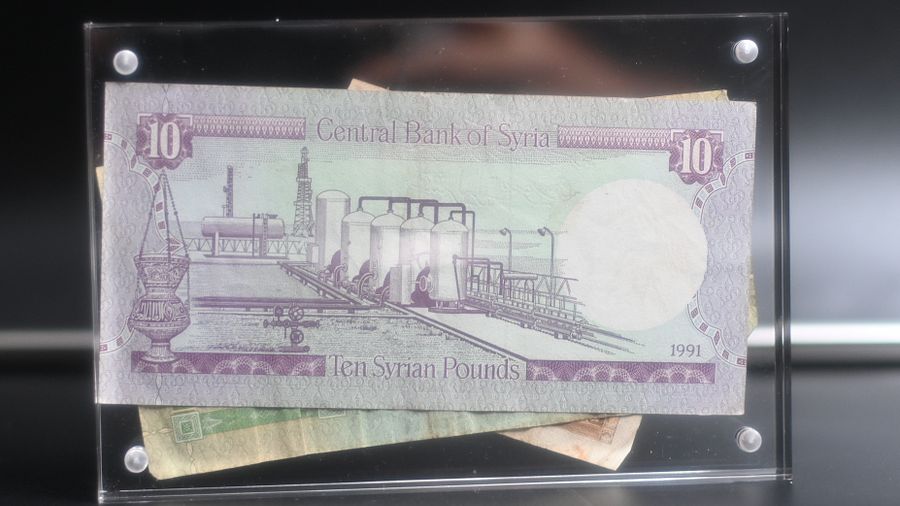 10
Central Bank of Syria
10
1991
Ten Syrian Pounds